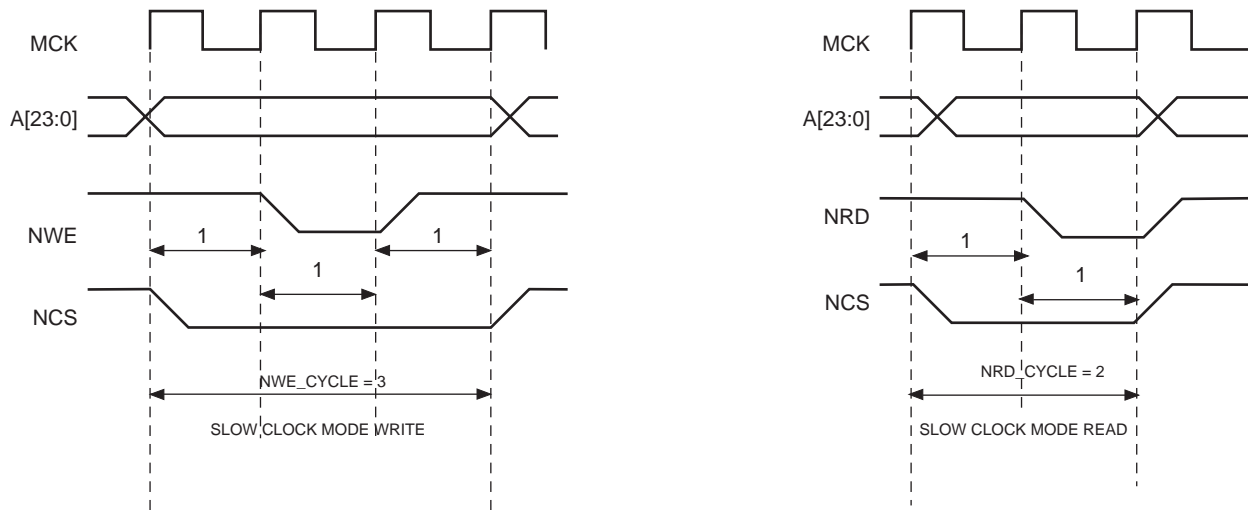 MCK
A[23:0]
NWE
1
1
1
NCS
NWE_CYCLE = 3
SLOW CLOCK MODE WRITE
MCK
A[23:0]
NRD
1
1
NCS
NRD_CYCLE = 2
SLOW CLOCK MODE READ